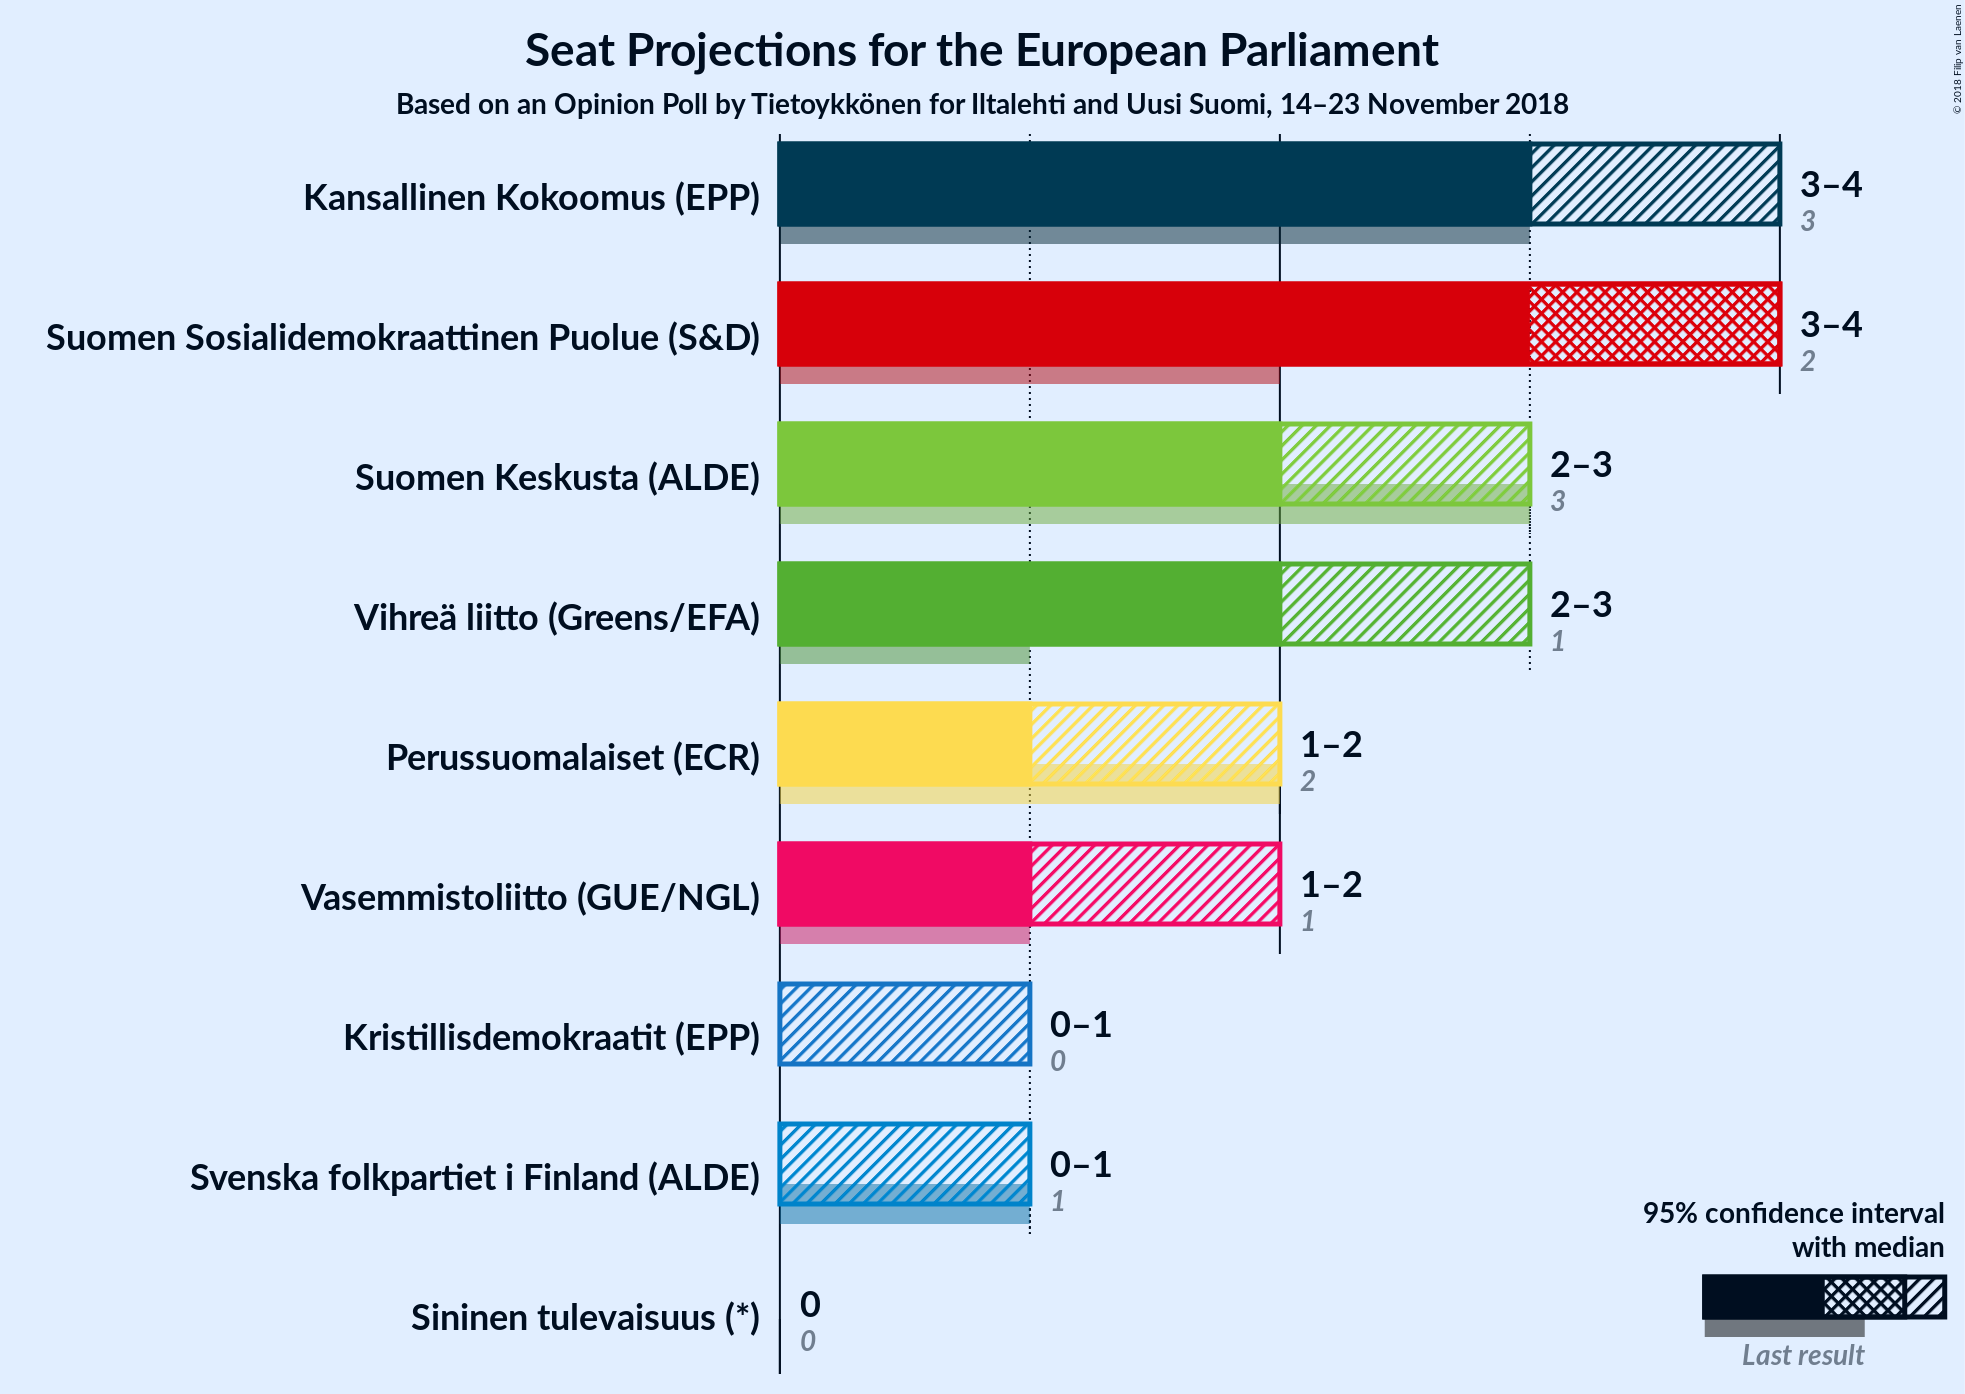 Seat Projections for the European Parliament
Based on an Opinion Poll by Tietoykkönen for Iltalehti and Uusi Suomi, 14–23 November 2018
© 2018 Filip van Laenen
Kansallinen Kokoomus (EPP)
3–4
3
Suomen Sosialidemokraattinen Puolue (S&D)
3–4
2
Suomen Keskusta (ALDE)
2–3
3
Vihreä liitto (Greens/EFA)
2–3
1
Perussuomalaiset (ECR)
1–2
2
Vasemmistoliitto (GUE/NGL)
1–2
1
Kristillisdemokraatit (EPP)
0–1
0
Svenska folkpartiet i Finland (ALDE)
0–1
1
Sininen tulevaisuus (*)
0
0
95% confidence interval
with median
Last result